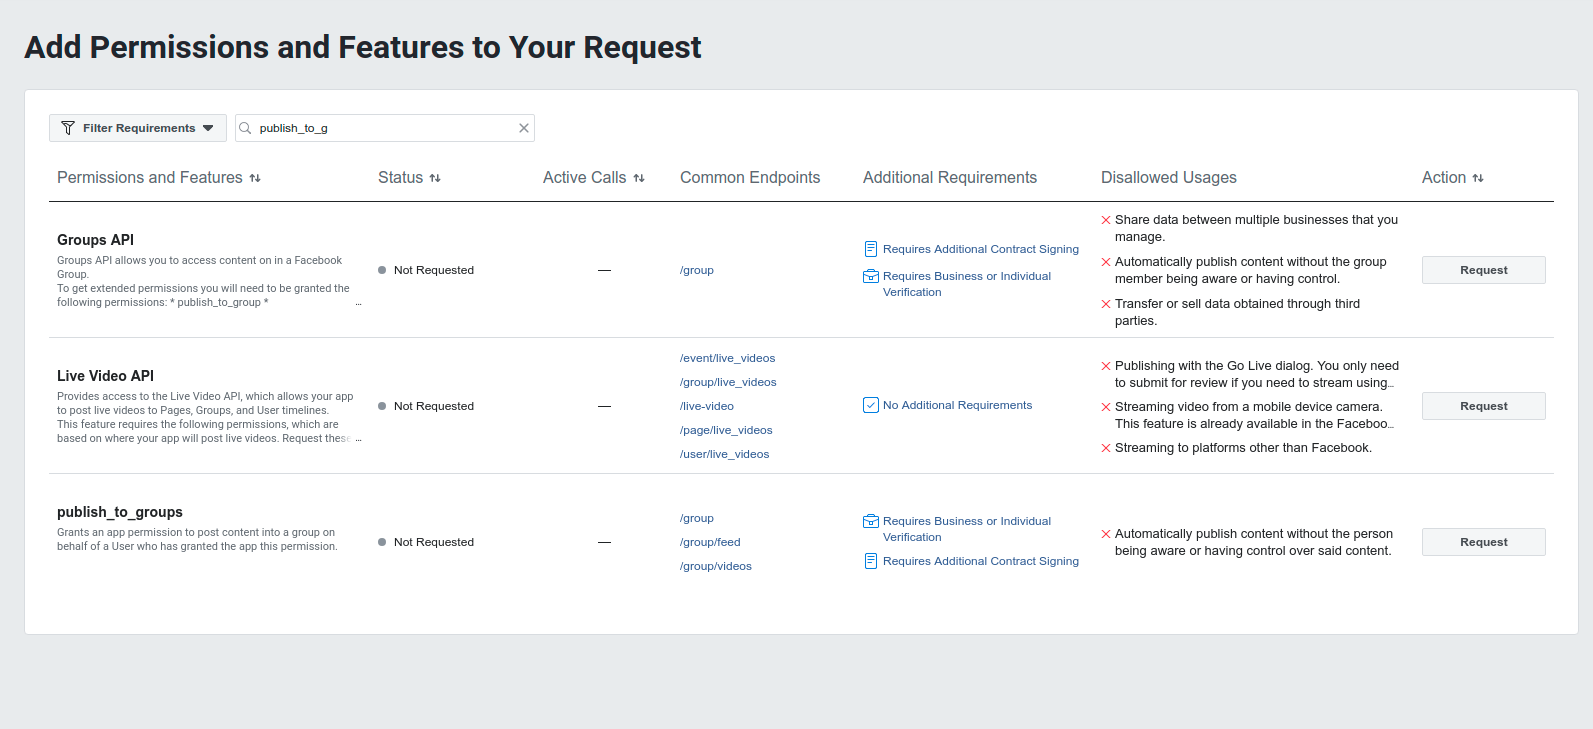 Add Permissions and Features to Your Request
Filter Requirements
publish_to_g
Permissions and Features
Status
Active Calls
Common Endpoints
Additional Requirements
Disallowed Usages
Action
Groups API
Groups API allows you to access content on in a Facebook
Group.
To get extended permissions you will need to be granted the
following permissions: * publish_to_group * ...
Not Requested
—
/group
Requires Additional Contract Signing
Requires Business or Individual
Verification
Share data between multiple businesses that you
manage.
Automatically publish content without the group
member being aware or having control.
Transfer or sell data obtained through third
parties.
Request
Live Video API
Provides access to the Live Video API, which allows your app
to post live videos to Pages, Groups, and User timelines.
This feature requires the following permissions, which are
based on where your app will post live videos. Request these ...
Not Requested
—
/event/live_videos
/group/live_videos
/live-video
/page/live_videos
/user/live_videos
No Additional Requirements
Publishing with the Go Live dialog. You only need
to submit for review if you need to stream using...
Streaming video from a mobile device camera.
This feature is already available in the Faceboo...
Streaming to platforms other than Facebook.
Request
publish_to_groups
Grants an app permission to post content into a group on
behalf of a User who has granted the app this permission.
Not Requested
—
/group
/group/feed
/group/videos
Requires Business or Individual
Verification
Requires Additional Contract Signing
Automatically publish content without the person
being aware or having control over said content.
Request